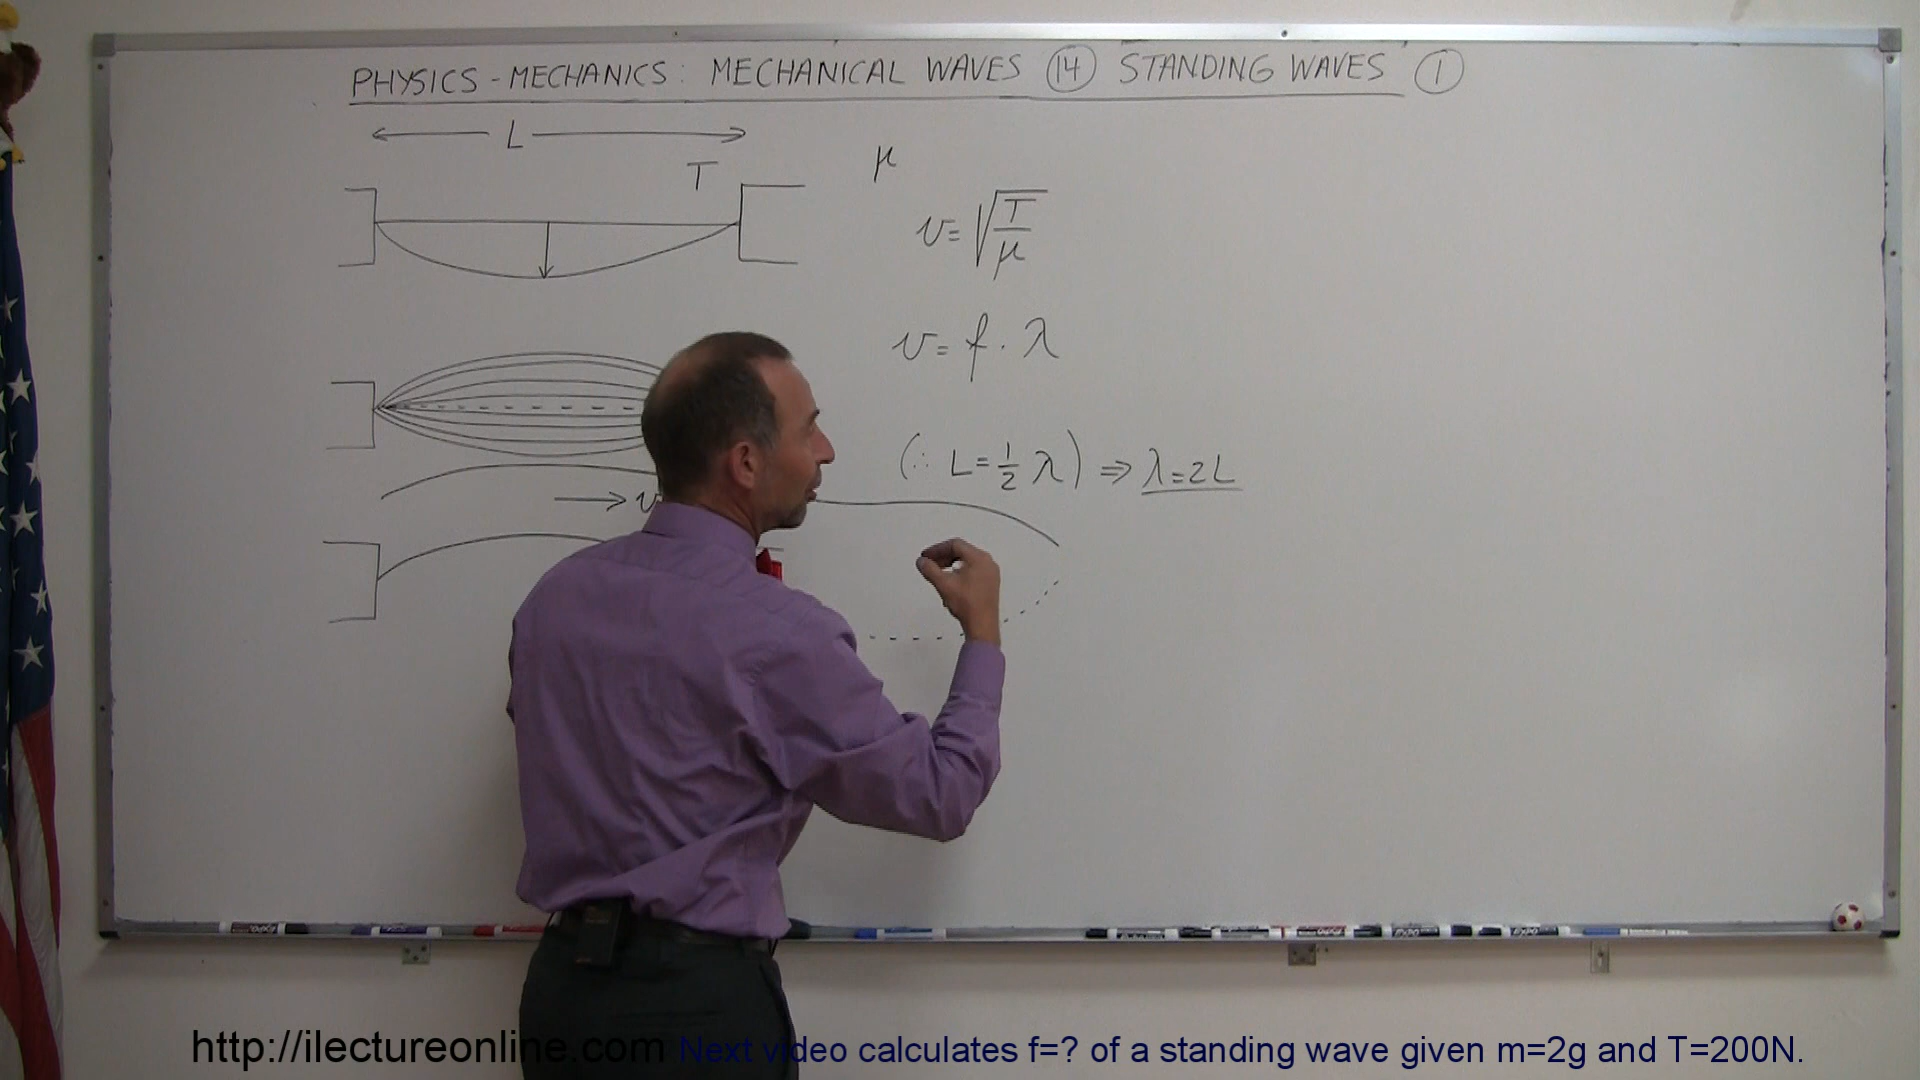 PHYSICS - MECHANICS: MECHANICAL WAVES 14 STANDING WAVES 1
L
T
μ
v = √(T/μ)
v = f · λ
(∴ L = 1/2 λ) ⇒ λ = 2L
→ v
http://ilectureonline.com Next video calculates f=? of a standing wave given m=2g and T=200N.